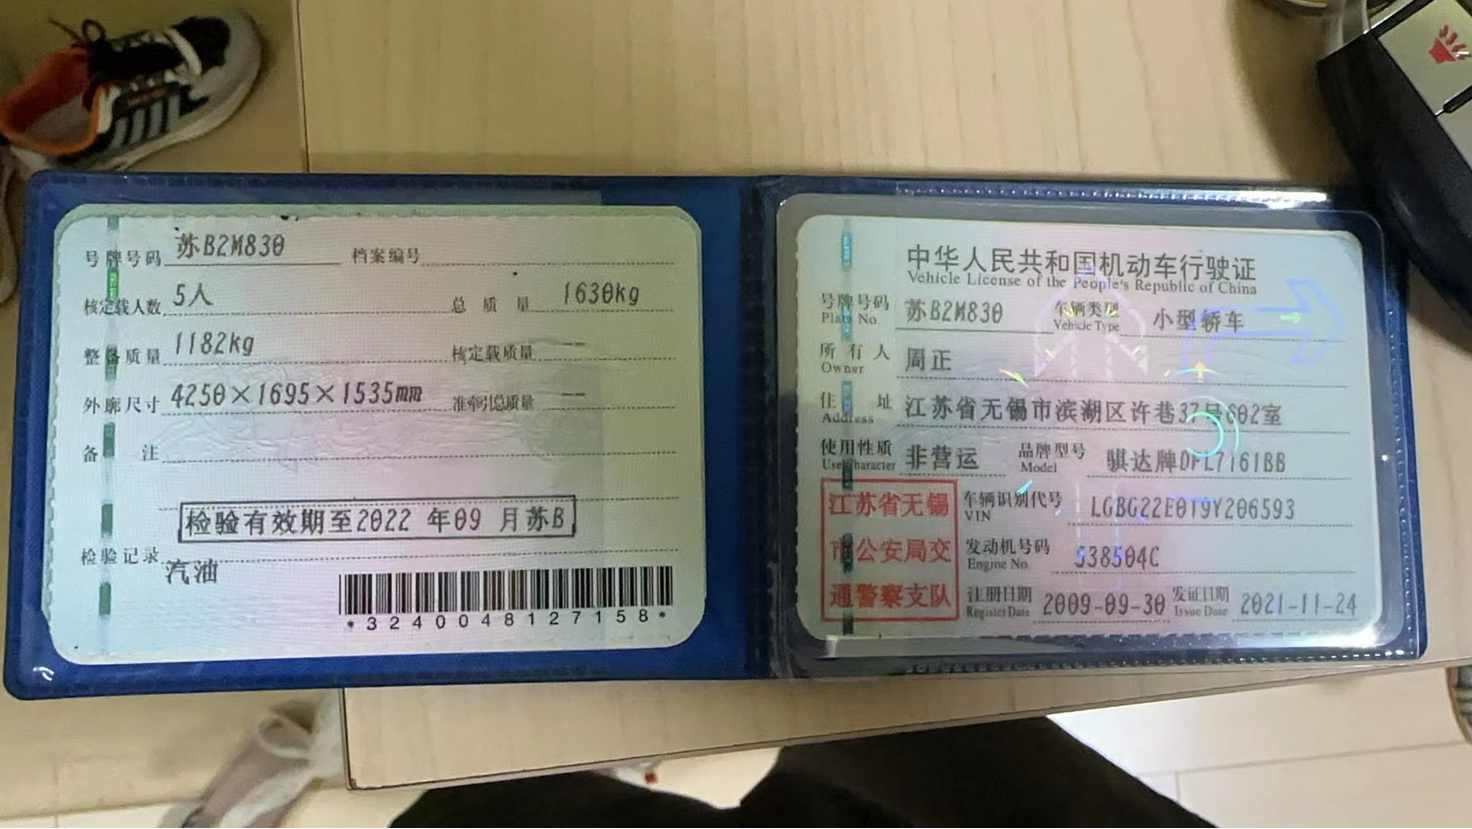 号牌号码 苏B2M830 档案编号
核定载人数 5人 总质量 1630kg
整备质量 1182kg 核定载质量 --
外廓尺寸 4250×1695×1535mm 准牵引总质量 --
备注
检验有效期至2022 年09 月苏B
检验记录
汽油
*3240048127158*
中华人民共和国机动车行驶证
Vehicle License of the People's Republic of China
号牌号码 苏B2M830 车辆类型 小型轿车
Plate No. Vehicle Type
所有人 周正
Owner
住址 江苏省无锡市滨湖区许巷37号602室
Address
使用性质 非营运 品牌型号 骐达牌DFL7161BB
Use Character Model
江苏省无锡
市公安局交
通警察支队
车辆识别代号 LGBG22E0T9Y206593
VIN
发动机号码 538504C
Engine No.
注册日期 2009-09-30 发证日期 2021-11-24
Register Date Issue Date